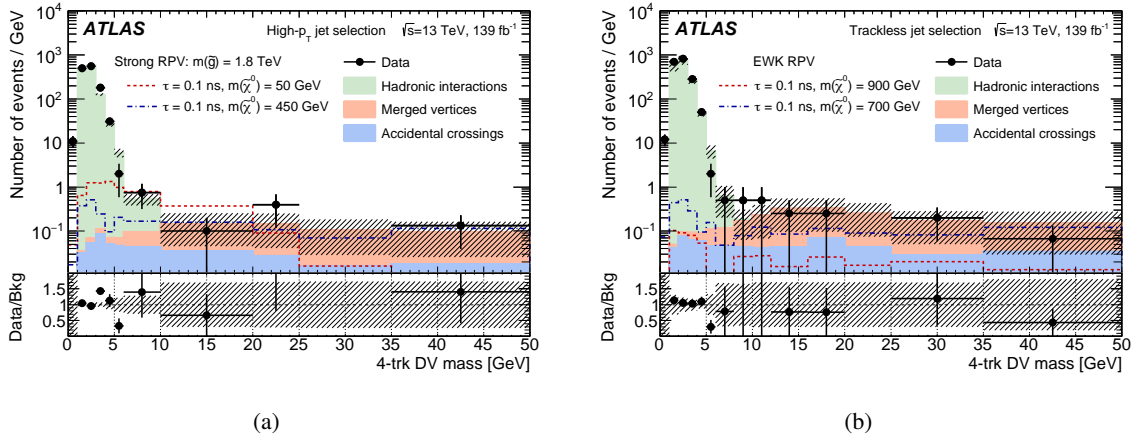 ATLAS
High-p_T jet selection √s=13 TeV, 139 fb⁻¹
Strong RPV: m(g̃) = 1.8 TeV
τ = 0.1 ns, m(χ̃⁰) = 50 GeV
τ = 0.1 ns, m(χ̃⁰) = 450 GeV
Data
Hadronic interactions
Merged vertices
Accidental crossings
Number of events / GeV
10⁴
10³
10²
10
1
10⁻¹
Data/Bkg
1.5
1
0.5
0 5 10 15 20 25 30 35 40 45 50
4-trk DV mass [GeV]
(a)
ATLAS
Trackless jet selection √s=13 TeV, 139 fb⁻¹
EWK RPV
τ = 0.1 ns, m(χ̃⁰) = 900 GeV
τ = 0.1 ns, m(χ̃⁰) = 700 GeV
Data
Hadronic interactions
Merged vertices
Accidental crossings
Number of events / GeV
10⁴
10³
10²
10
1
10⁻¹
Data/Bkg
1.5
1
0.5
0 5 10 15 20 25 30 35 40 45 50
4-trk DV mass [GeV]
(b)